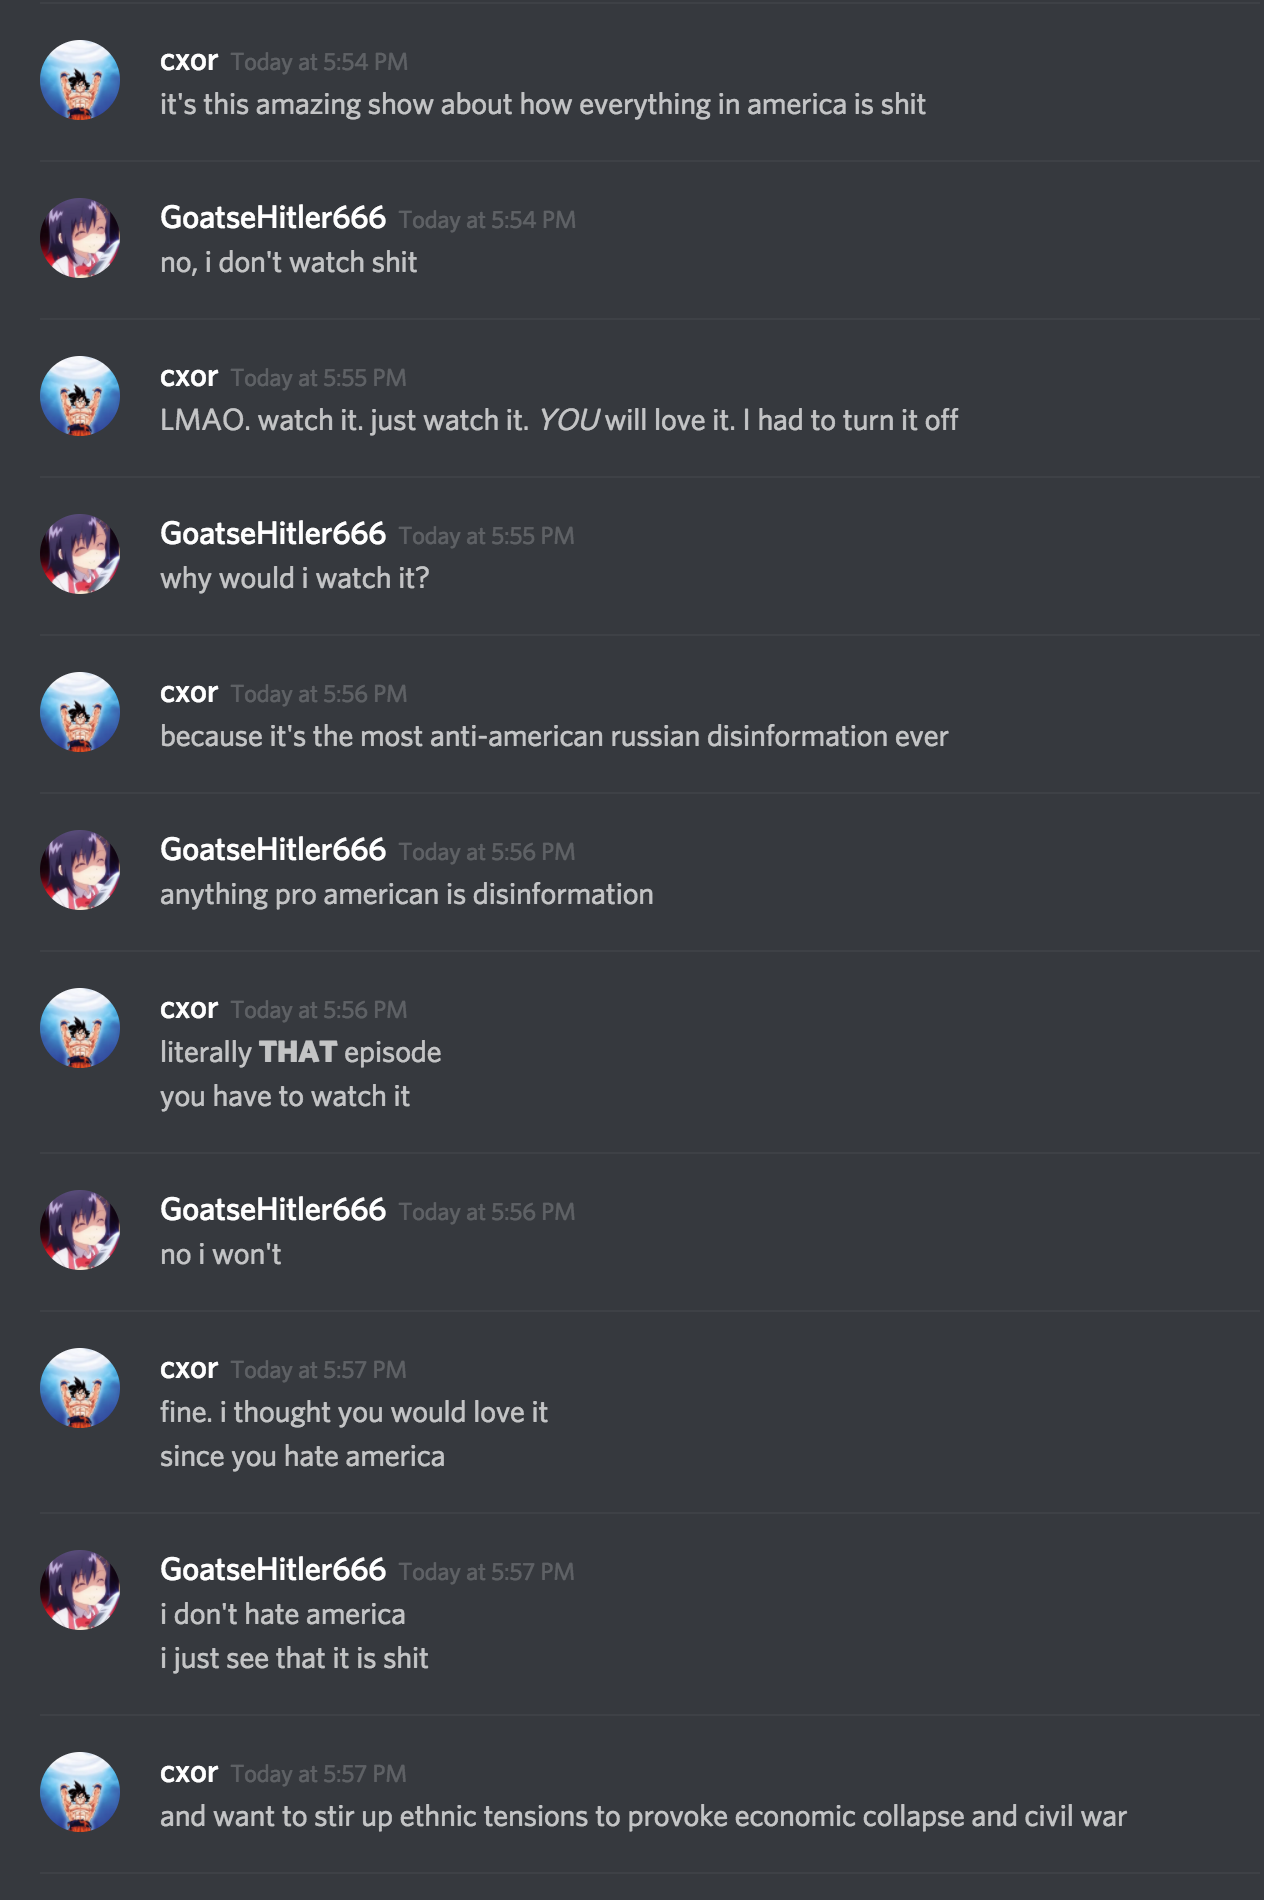 cxor Today at 5:54 PM
it's this amazing show about how everything in america is shit
GoatseHitler666 Today at 5:54 PM
no, i don't watch shit
cxor Today at 5:55 PM
LMAO. watch it. just watch it. YOU will love it. I had to turn it off
GoatseHitler666 Today at 5:55 PM
why would i watch it?
cxor Today at 5:56 PM
because it's the most anti-american russian disinformation ever
GoatseHitler666 Today at 5:56 PM
anything pro american is disinformation
cxor Today at 5:56 PM
literally THAT episode
you have to watch it
GoatseHitler666 Today at 5:56 PM
no i won't
cxor Today at 5:57 PM
fine. i thought you would love it
since you hate america
GoatseHitler666 Today at 5:57 PM
i don't hate america
i just see that it is shit
cxor Today at 5:57 PM
and want to stir up ethnic tensions to provoke economic collapse and civil war